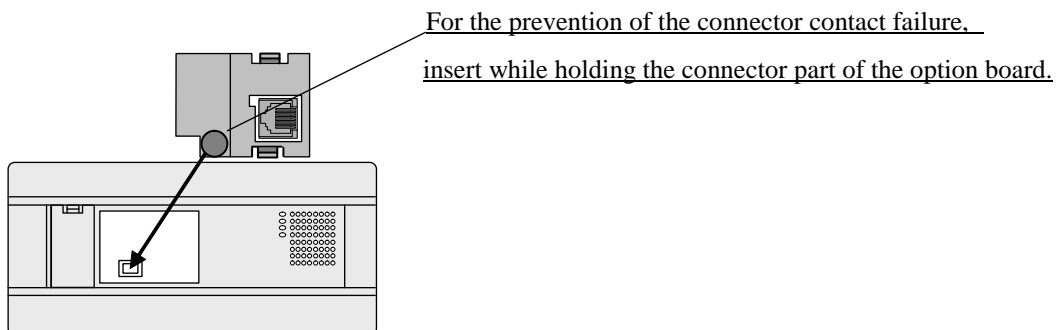 For the prevention of the connector contact failure,
insert while holding the connector part of the option board.